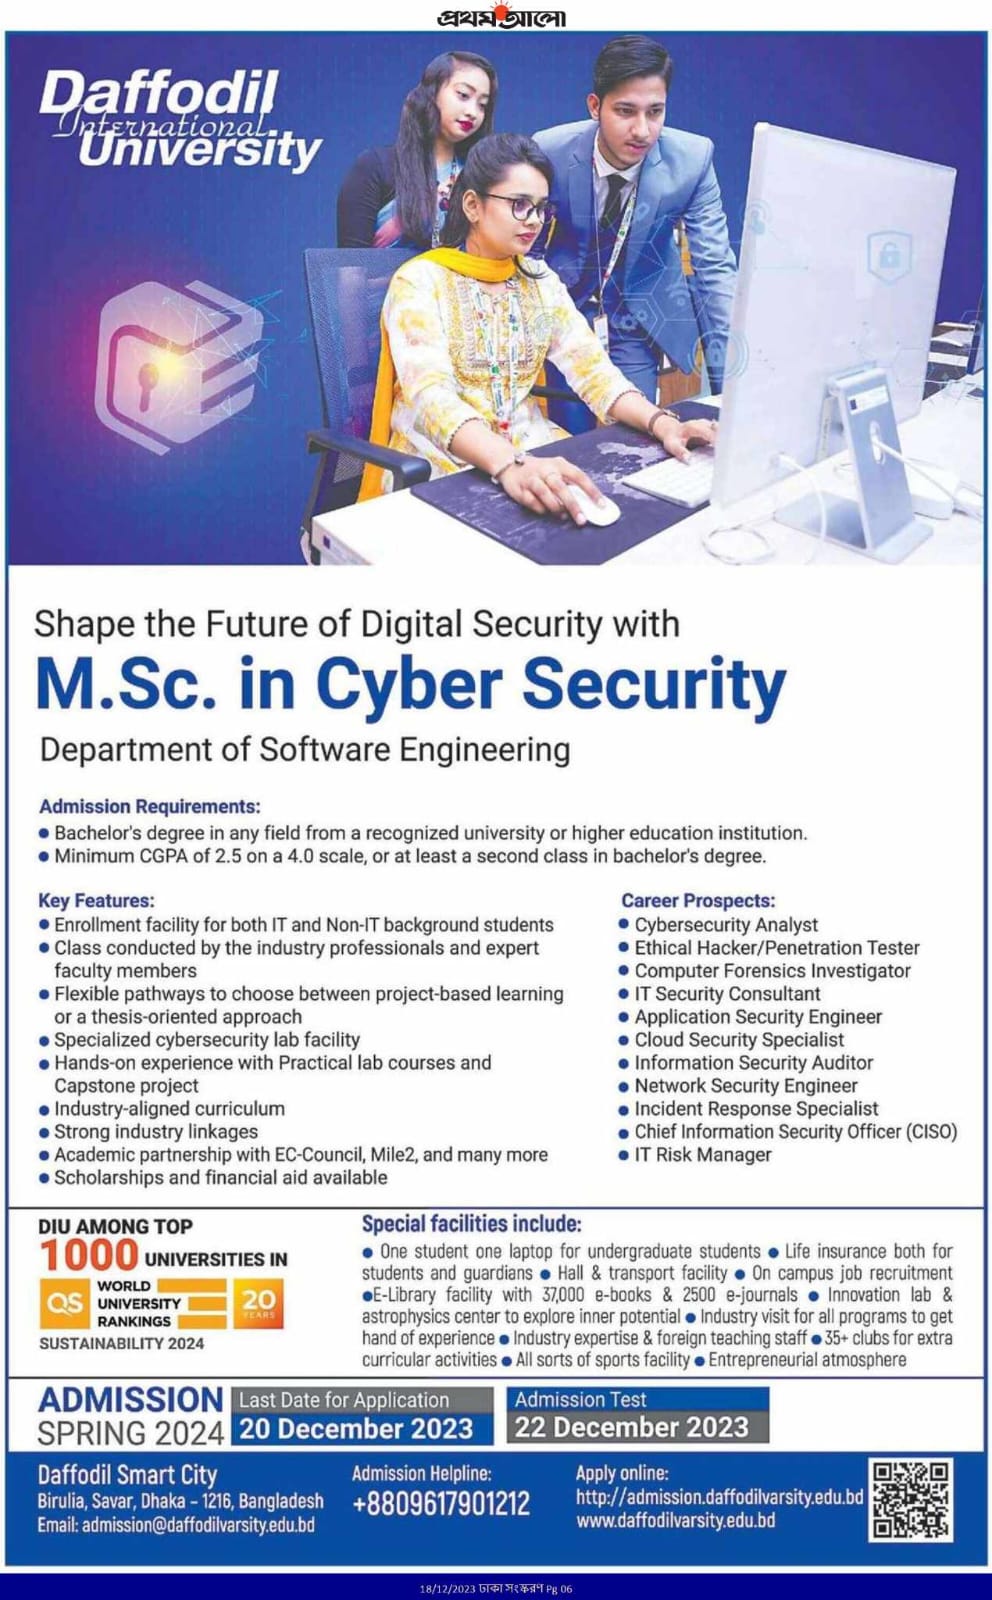 প্রথম আলো
Daffodil
International
University
Shape the Future of Digital Security with
M.Sc. in Cyber Security
Department of Software Engineering
Admission Requirements:
● Bachelor's degree in any field from a recognized university or higher education institution.
● Minimum CGPA of 2.5 on a 4.0 scale, or at least a second class in bachelor's degree.
Key Features:
● Enrollment facility for both IT and Non-IT background students
● Class conducted by the industry professionals and expert
faculty members
● Flexible pathways to choose between project-based learning
or a thesis-oriented approach
● Specialized cybersecurity lab facility
● Hands-on experience with Practical lab courses and
Capstone project
● Industry-aligned curriculum
● Strong industry linkages
● Academic partnership with EC-Council, Mile2, and many more
● Scholarships and financial aid available
Career Prospects:
● Cybersecurity Analyst
● Ethical Hacker/Penetration Tester
● Computer Forensics Investigator
● IT Security Consultant
● Application Security Engineer
● Cloud Security Specialist
● Information Security Auditor
● Network Security Engineer
● Incident Response Specialist
● Chief Information Security Officer (CISO)
● IT Risk Manager
DIU AMONG TOP
1000 UNIVERSITIES IN
QS WORLD
UNIVERSITY
RANKINGS
20
YEARS
SUSTAINABILITY 2024
Special facilities include:
● One student one laptop for undergraduate students ● Life insurance both for
students and guardians ● Hall & transport facility ● On campus job recruitment
●E-Library facility with 37,000 e-books & 2500 e-journals ● Innovation lab &
astrophysics center to explore inner potential ● Industry visit for all programs to get
hand of experience ● Industry expertise & foreign teaching staff ● 35+ clubs for extra
curricular activities ● All sorts of sports facility ● Entrepreneurial atmosphere
ADMISSION
SPRING 2024
Last Date for Application
20 December 2023
Admission Test
22 December 2023
Daffodil Smart City
Birulia, Savar, Dhaka – 1216, Bangladesh
Email: admission@daffodilvarsity.edu.bd
Admission Helpline:
+8809617901212
Apply online:
http://admission.daffodilvarsity.edu.bd
www.daffodilvarsity.edu.bd
18/12/2023 ঢাকা সংস্করণ Pg 06